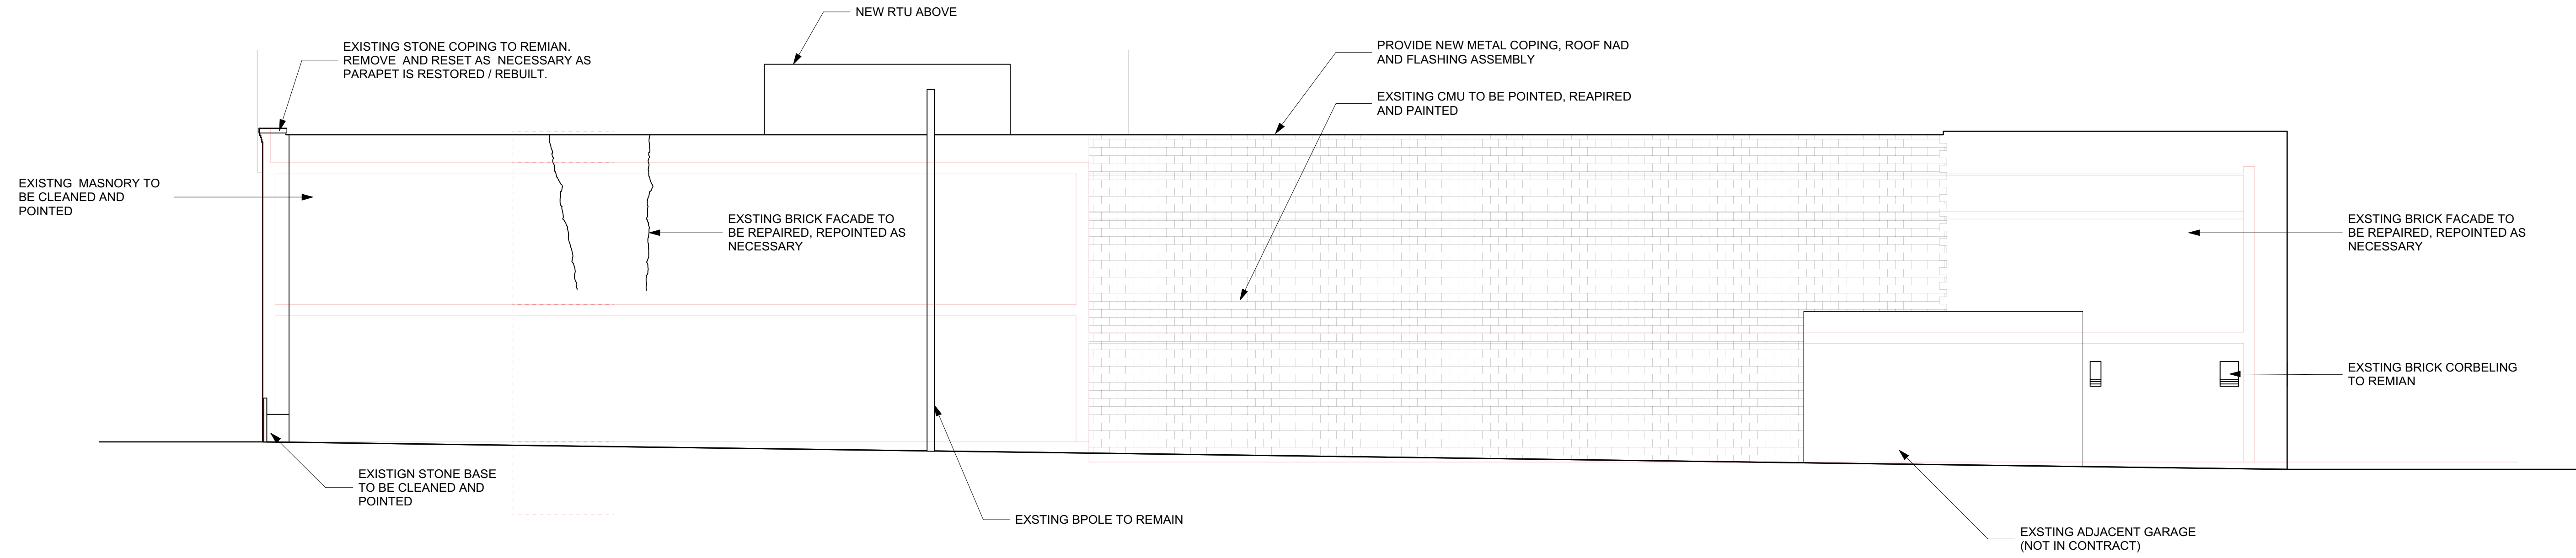 NEW RTU ABOVE
EXISTING STONE COPING TO REMIAN.
REMOVE AND RESET AS NECESSARY AS
PARAPET IS RESTORED / REBUILT.
PROVIDE NEW METAL COPING, ROOF NAD
AND FLASHING ASSEMBLY
EXSITING CMU TO BE POINTED, REAPIRED
AND PAINTED
EXISTNG MASNORY TO
BE CLEANED AND
POINTED
EXSTING BRICK FACADE TO
BE REPAIRED, REPOINTED AS
NECESSARY
EXSTING BRICK FACADE TO
BE REPAIRED, REPOINTED AS
NECESSARY
EXSTING BRICK CORBELING
TO REMIAN
EXISTIGN STONE BASE
TO BE CLEANED AND
POINTED
EXSTING BPOLE TO REMAIN
EXSTING ADJACENT GARAGE
(NOT IN CONTRACT)